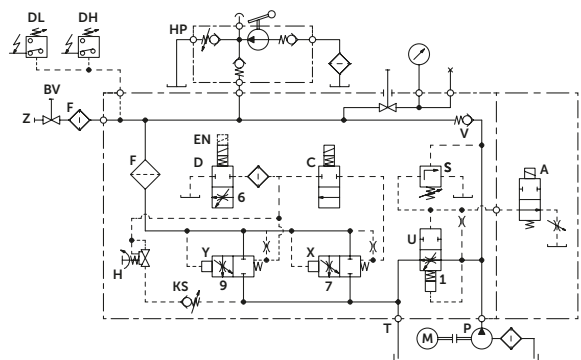 DL DH HP
BV
Z F V
EN
F D C S A
6
U
Y X
H 9 7 1
KS
T P
M